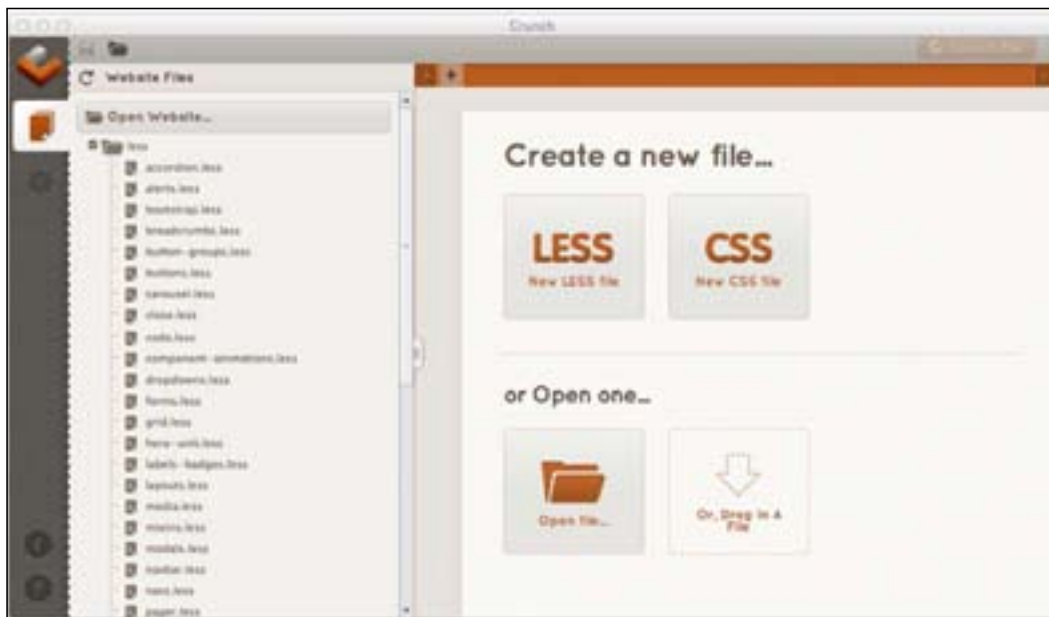 Crunch
Website Files
Open Website...
less
accordion.less
alerts.less
bootstrap.less
breadcrumbs.less
button-groups.less
buttons.less
carousel.less
close.less
code.less
component-animations.less
dropdowns.less
forms.less
grid.less
hero-unit.less
labels-badges.less
layouts.less
media.less
mixins.less
modals.less
navbar.less
navs.less
pager.less
Create a new file...
LESS
New LESS file
CSS
New CSS file
or Open one...
Open file...
Or, Drag in A
File